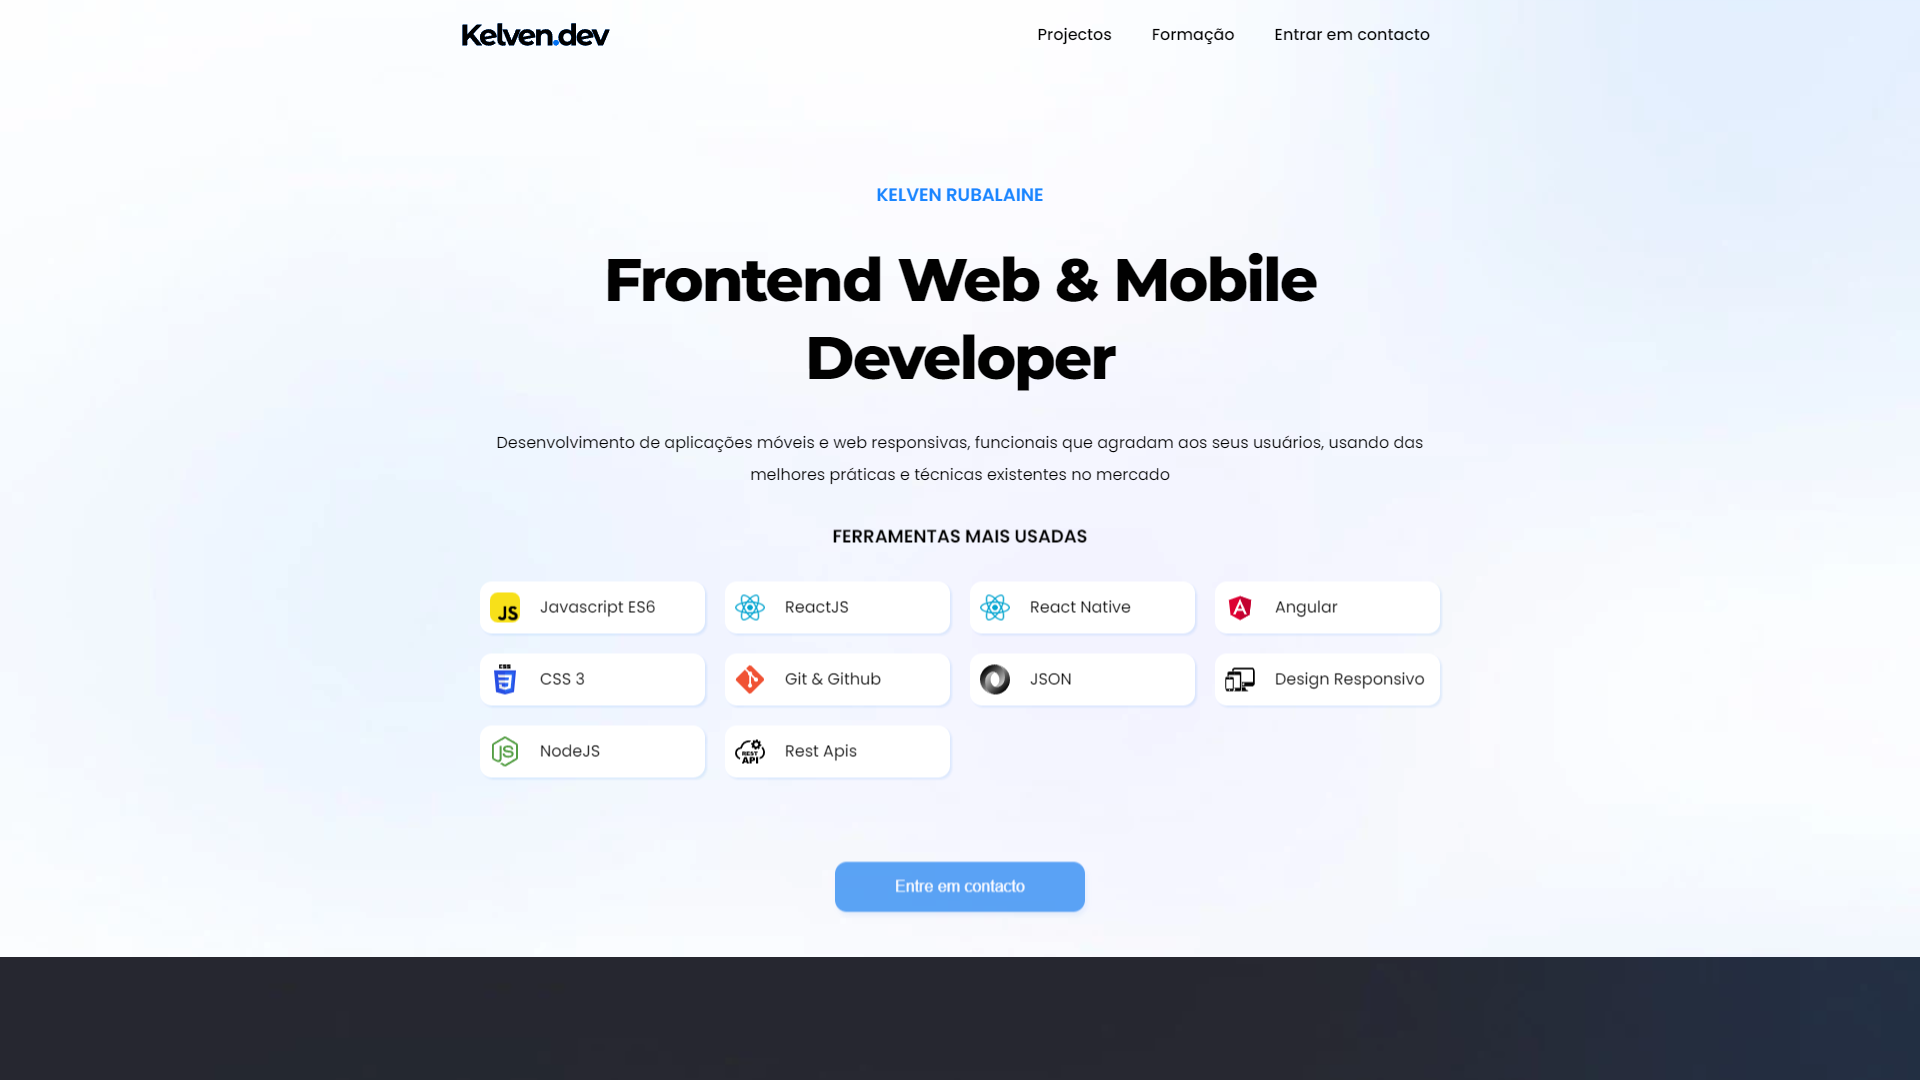 Kelven.dev
Projectos Formação Entrar em contacto
KELVEN RUBALAINE
Frontend Web & Mobile
Developer
Desenvolvimento de aplicações móveis e web responsivas, funcionais que agradam aos seus usuários, usando das
melhores práticas e técnicas existentes no mercado
FERRAMENTAS MAIS USADAS
JS Javascript ES6
ReactJS
React Native
Angular
CSS CSS 3
Git & Github
JSON
Design Responsivo
JS NodeJS
REST API Rest Apis
Entre em contacto